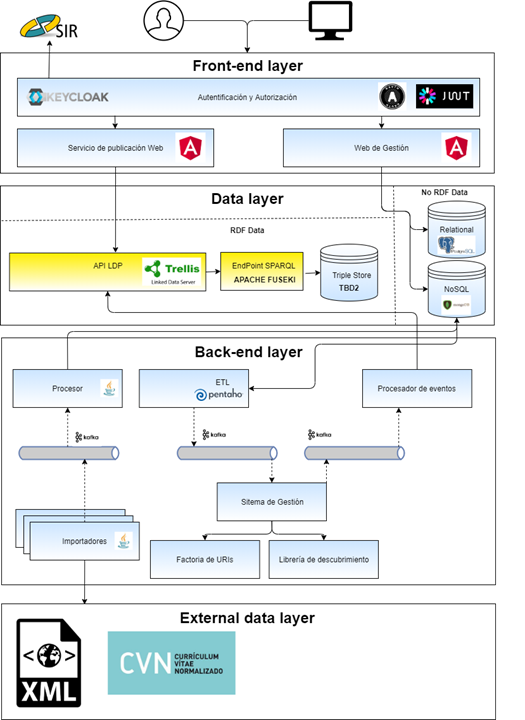 SIR
Front-end layer
KEYCLOAK
Autentificación y Autorización
JWT
Servicio de publicación Web
A
Web de Gestión
A
Data layer
No RDF Data
RDF Data
Relational
PostgreSQL
API LDP
Trellis
Linked Data Server
EndPoint SPARQL
APACHE FUSEKI
Triple Store
TBD2
NoSQL
mongoDB
Back-end layer
Procesor
ETL
pentaho
Procesador de eventos
kafka
kafka
kafka
Sitema de Gestión
Importadores
Factoria de URIs
Librería de descubrimiento
External data layer
XML
CVN
CURRÍCULUM
VÍTAE
NORMALIZADO